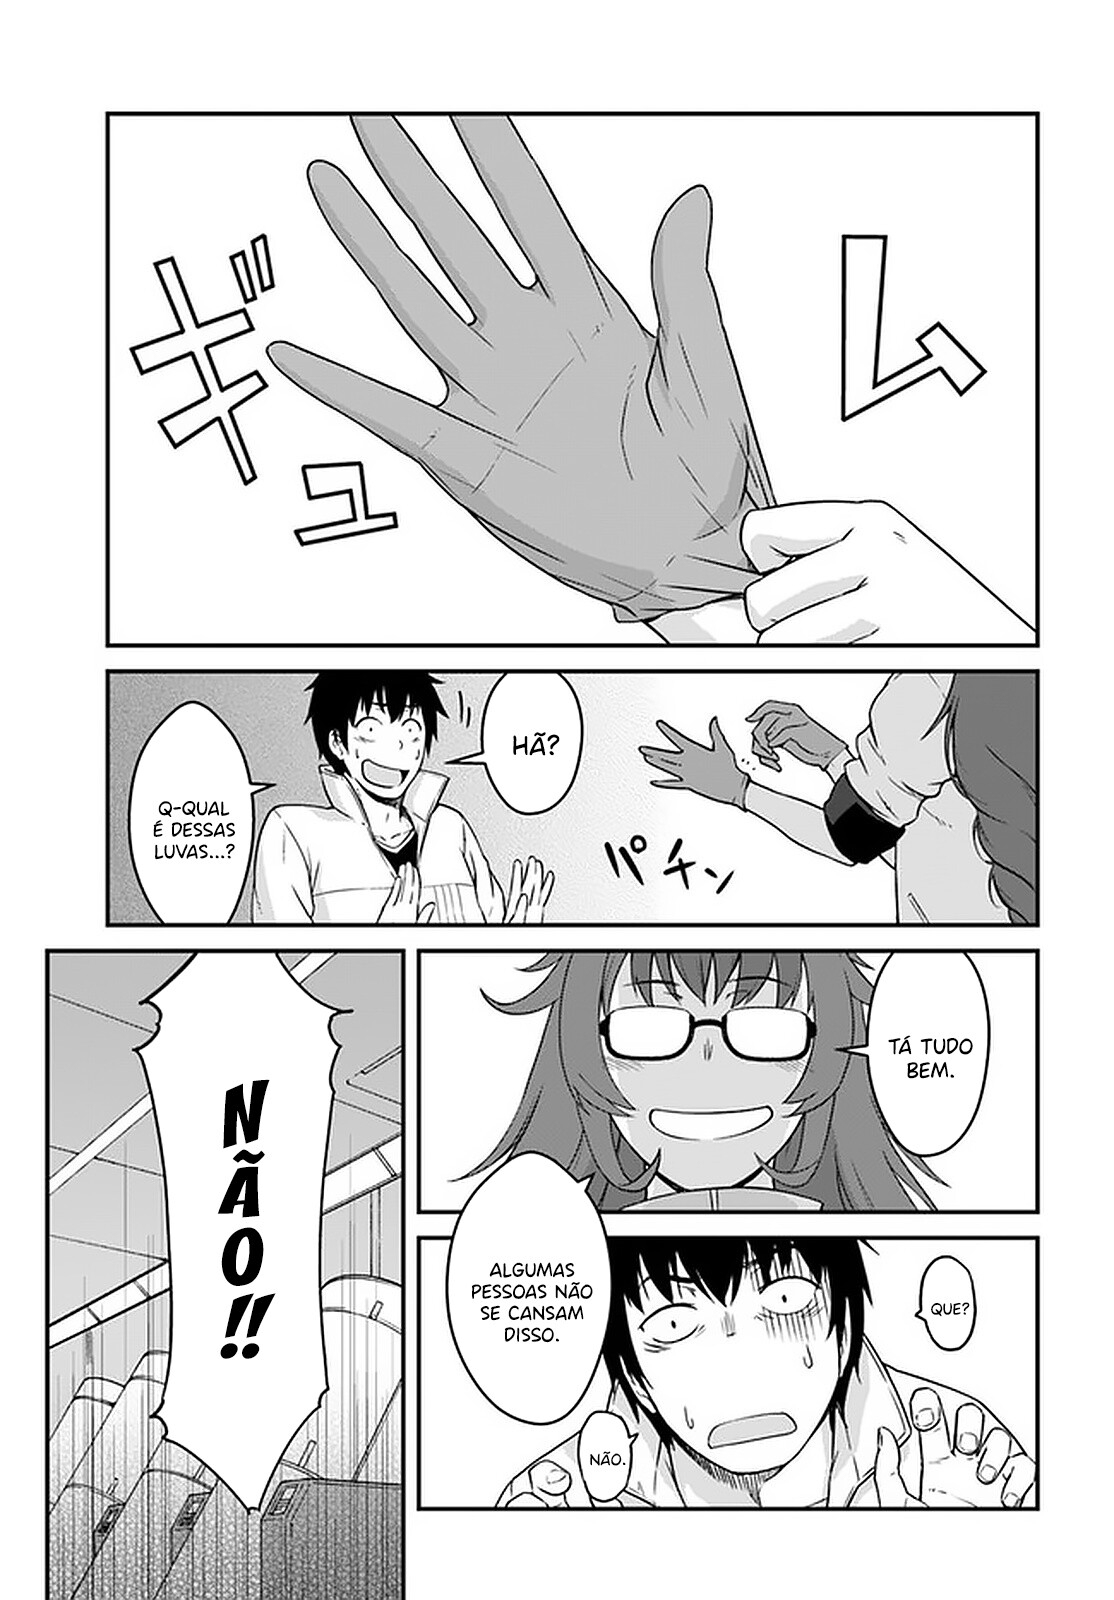 ギュ
ム
HÃ?
Q-QUAL
É DESSAS
LUVAS...?
パチン
TÁ TUDO
BEM.
QUE?
ALGUMAS
PESSOAS NÃO
SE CANSAM
DISSO.
NÃO.
NÃO!!